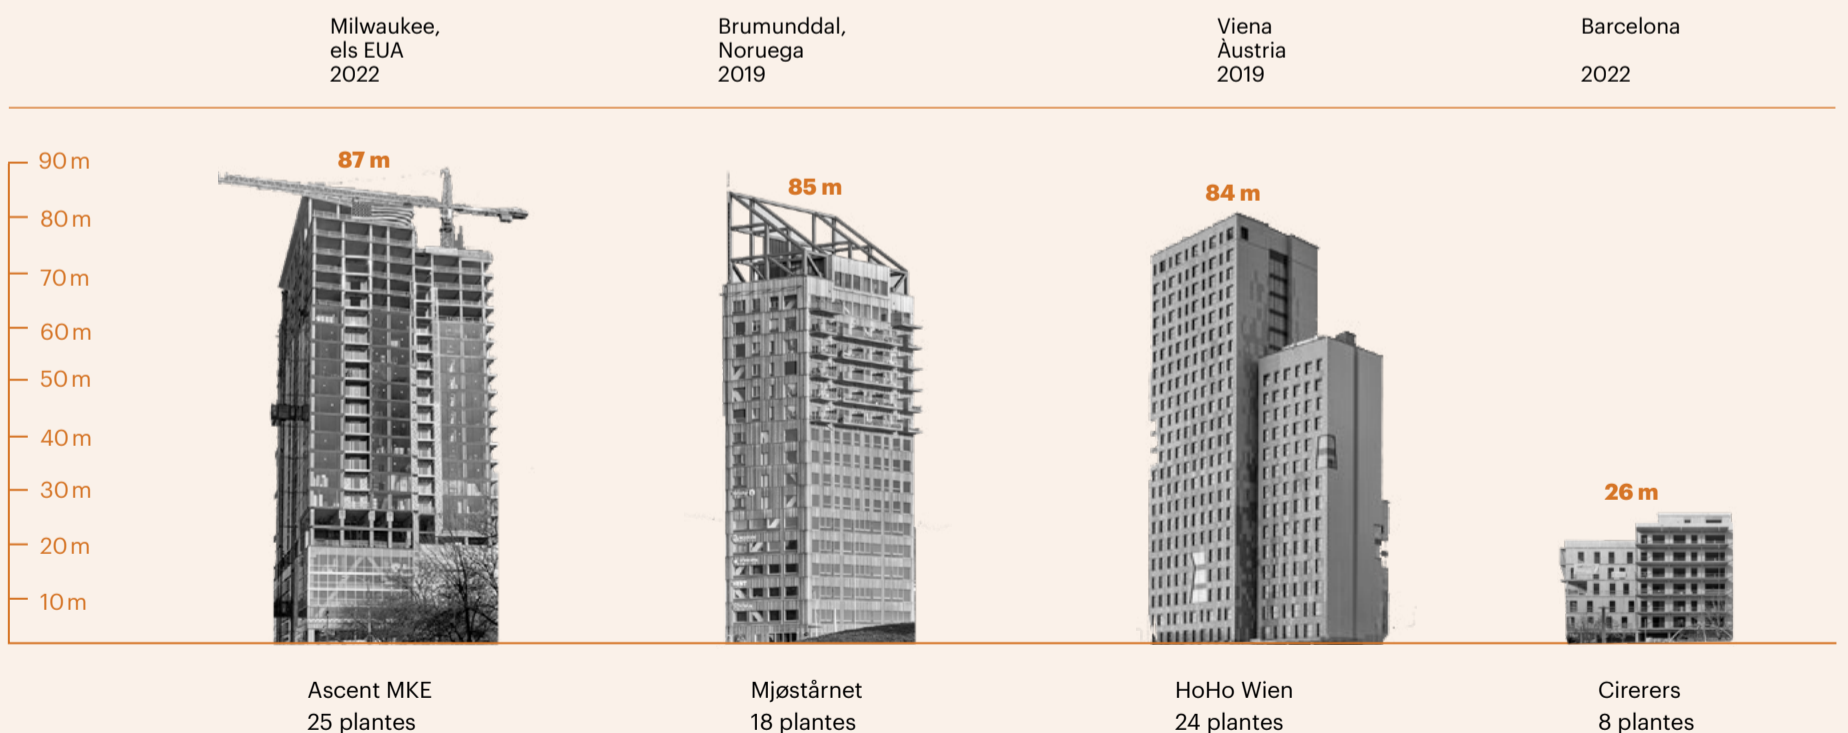 Milwaukee,
els EUA
2022
Brumunddal,
Noruega
2019
Viena
Àustria
2019
Barcelona
2022
90 m
80 m
70 m
60 m
50 m
40 m
30 m
20 m
10 m
87 m
85 m
84 m
26 m
Ascent MKE
25 plantes
Mjøstårnet
18 plantes
HoHo Wien
24 plantes
Cirerers
8 plantes